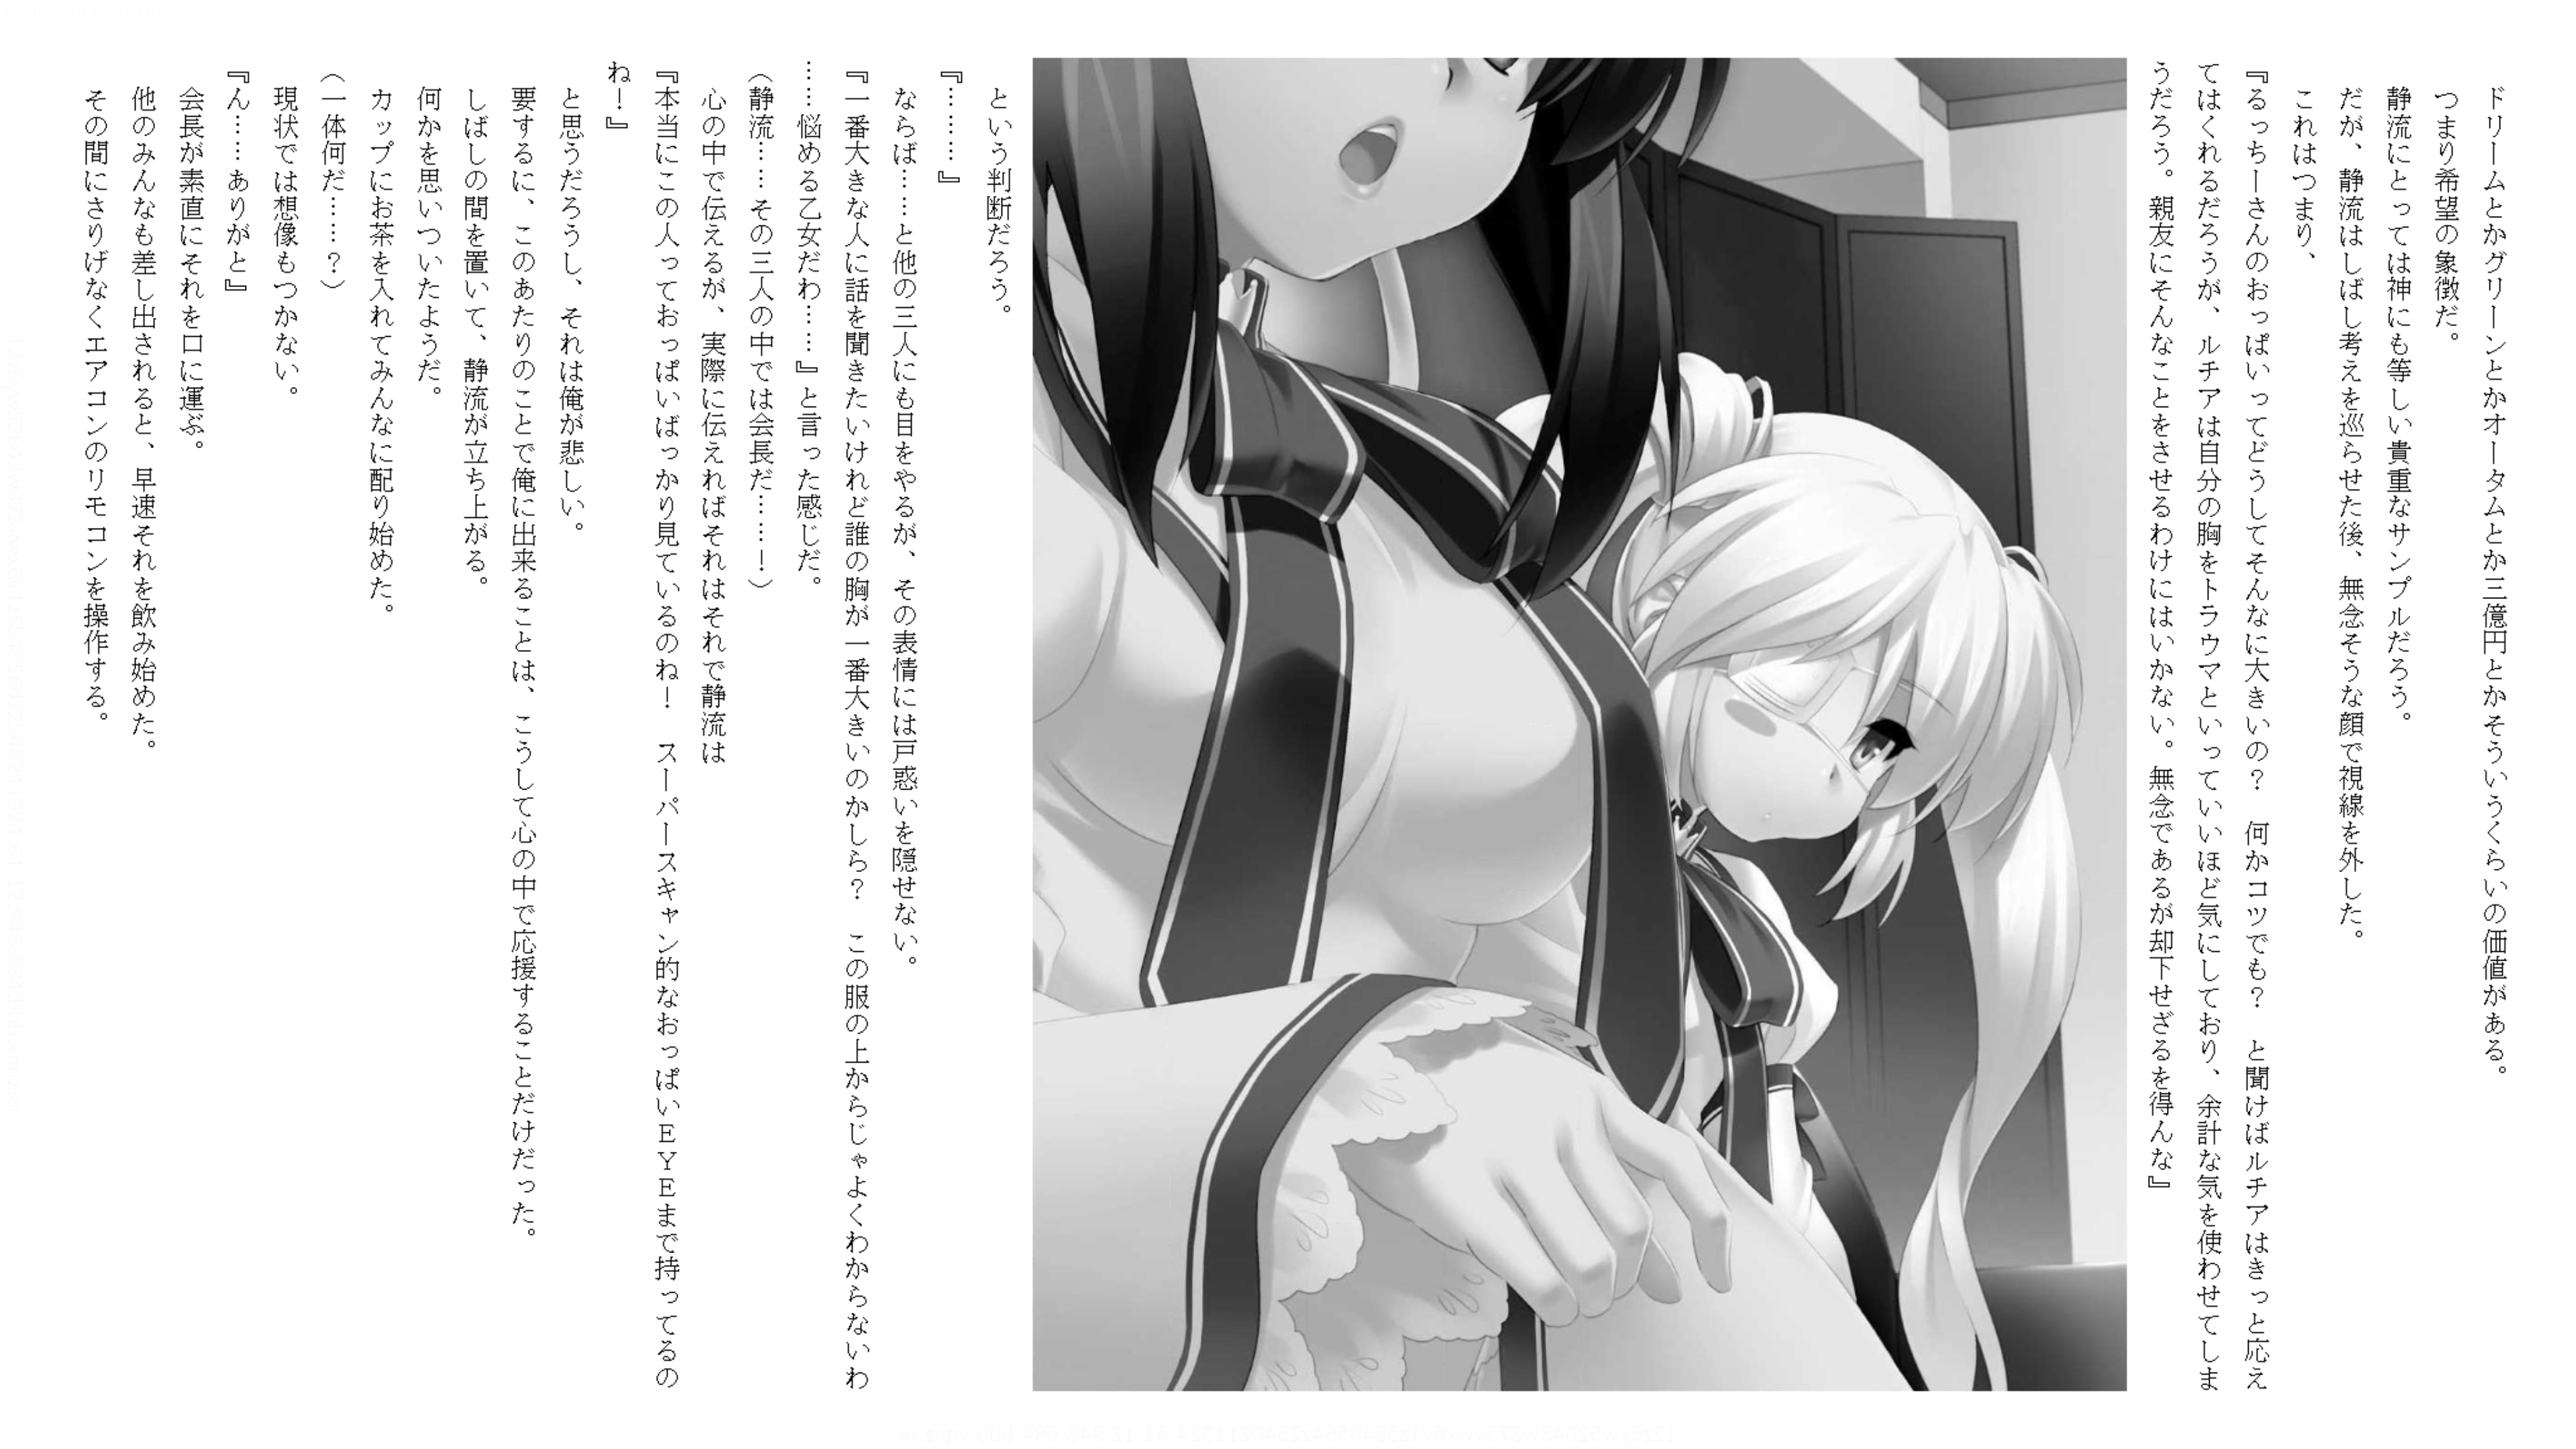 ドリームとかグリーンとかオータムとか三億円とかそういうくらいの価値がある。
つまり希望の象徴だ。
静流にとっては神にも等しい貴重なサンプルだろう。
だが、静流はしばし考えを巡らせた後、無念そうな顔で視線を外した。
これはつまり、
『るっちーさんのおっぱいってどうしてそんなに大きいの？　何かコツでも？　と聞けばルチアはきっと応え
てはくれるだろうが、ルチアは自分の胸をトラウマといっていいほど気にしており、余計な気を使わせてしま
うだろう。親友にそんなことをさせるわけにはいかない。無念であるが却下せざるを得んな』
という判断だろう。
『………』
ならば……と他の三人にも目をやるが、その表情には戸惑いを隠せない。
『一番大きな人に話を聞きたいけれど誰の胸が一番大きいのかしら？　この服の上からじゃよくわからないわ
……悩める乙女だわ……』と言った感じだ。
（静流……その三人の中では会長だ……！）
心の中で伝えるが、実際に伝えればそれはそれで静流は
『本当にこの人っておっぱいばっかり見ているのね！　スーパースキャン的なおっぱいＥＹＥまで持ってるの
ね！』
と思うだろうし、それは俺が悲しい。
要するに、このあたりのことで俺に出来ることは、こうして心の中で応援することだけだった。
しばしの間を置いて、静流が立ち上がる。
何かを思いついたようだ。
カップにお茶を入れてみんなに配り始めた。
（一体何だ……？）
現状では想像もつかない。
『ん……ありがと』
会長が素直にそれを口に運ぶ。
他のみんなも差し出されると、早速それを飲み始めた。
その間にさりげなくエアコンのリモコンを操作する。